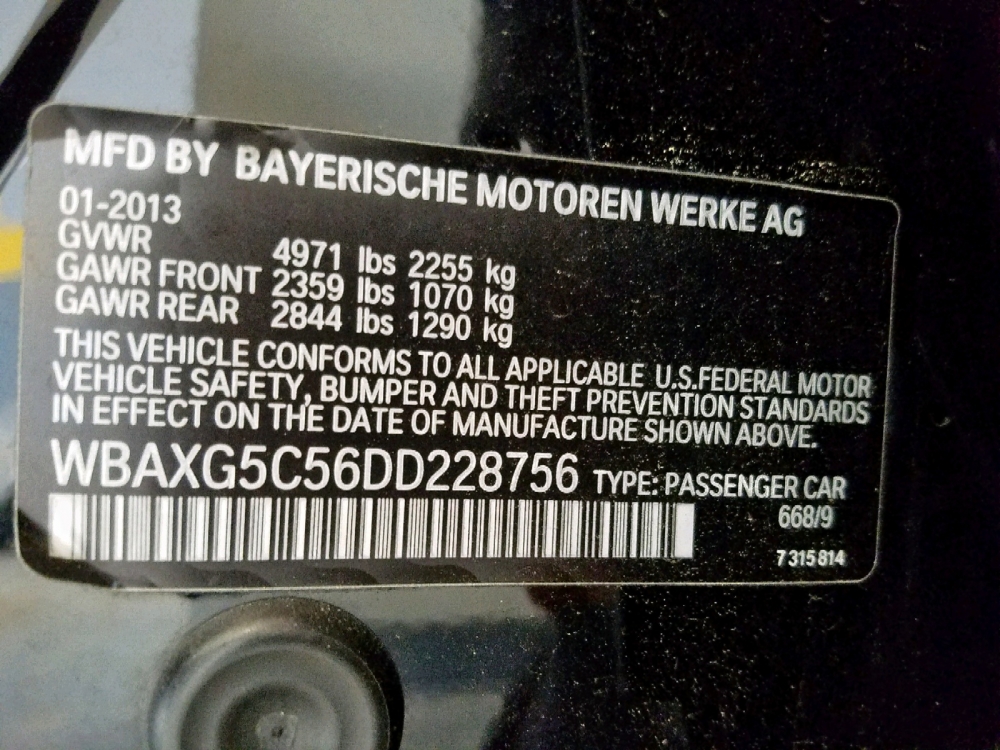 MFD BY BAYERISCHE MOTOREN WERKE AG
01-2013
GVWR 4971 lbs 2255 kg
GAWR FRONT 2359 lbs 1070 kg
GAWR REAR 2844 lbs 1290 kg
THIS VEHICLE CONFORMS TO ALL APPLICABLE U.S.FEDERAL MOTOR
VEHICLE SAFETY, BUMPER AND THEFT PREVENTION STANDARDS
IN EFFECT ON THE DATE OF MANUFACTURE SHOWN ABOVE.
WBAXG5C56DD228756 TYPE: PASSENGER CAR
668/9
7 315 814